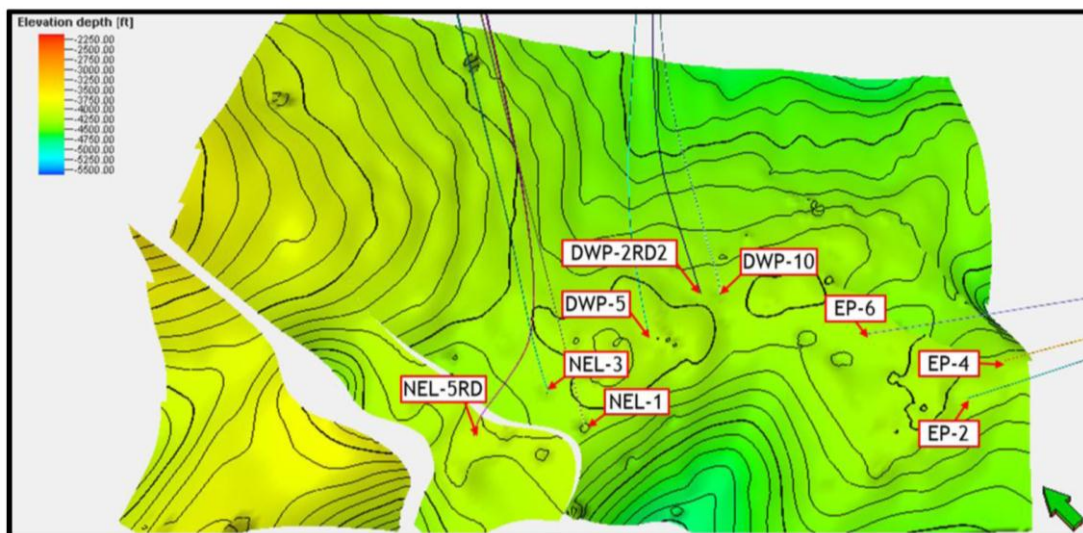 Elevation depth [ft]
-2250.00
-2500.00
-2750.00
-3000.00
-3250.00
-3500.00
-3750.00
-4000.00
-4250.00
-4500.00
-4750.00
-5000.00
-5250.00
-5500.00
DWP-2RD2
DWP-10
DWP-5
EP-6
NEL-3
EP-4
NEL-5RD
NEL-1
EP-2